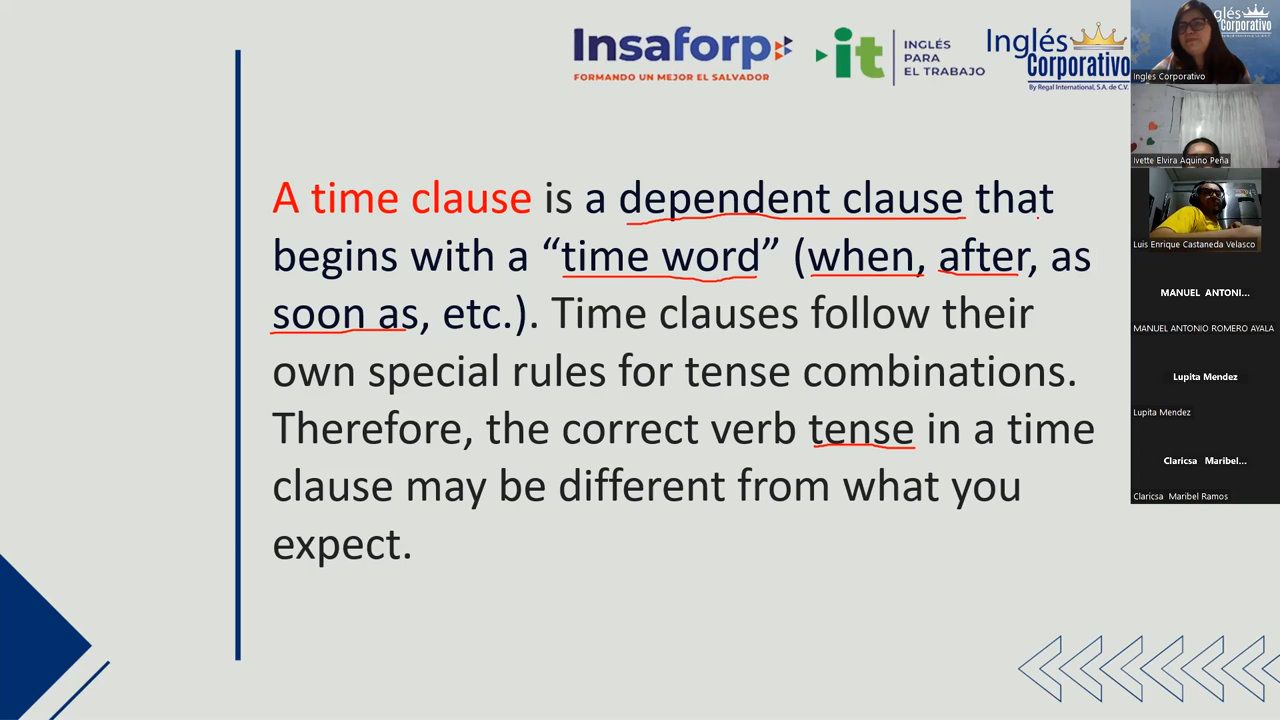 Insaforp
FORMANDO UN MEJOR EL SALVADOR
it
INGLÉS
PARA
EL TRABAJO
Inglés
Corporativo
By Regal International, S.A. de C.V.
A time clause is a dependent clause that
begins with a “time word” (when, after, as
soon as, etc.). Time clauses follow their
own special rules for tense combinations.
Therefore, the correct verb tense in a time
clause may be different from what you
expect.
glés
Corporativo
Ingles Corporativo
Ivette Elvira Aquino Peña
Luis Enrique Castaneda Velasco
MANUEL ANTONI...
MANUEL ANTONIO ROMERO AYALA
Lupita Mendez
Lupita Mendez
Claricsa Maribel...
Claricsa Maribel Ramos